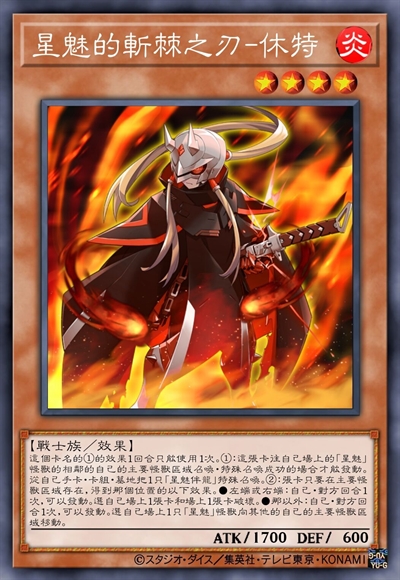 星魅的斬棘之刃-休特
炎
【戰士族／效果】
這個卡名的①的效果1回合只能使用1次。①：這張卡往自己場上的「星魅」
怪獸的相鄰的自己的主要怪獸區域召喚‧特殊召喚成功的場合才能發動。
從自己手卡‧卡組‧墓地把1只「星魅伴龍」特殊召喚。②：張卡只要在主要怪獸
區域存在，得到那個位置的以下效果。●左端或右端：自己‧對方回合1
次，可以發動。選自己場上1張卡和場上1張卡破壞。●那以外：自己‧對方回
合1次，可以發動。選自己場上1只「星魅」怪獸向其他的自己的主要怪獸區
域移動。
ATK/1700 DEF/ 600
©スタジオ・ダイス／集英社・テレビ東京・KONAMI